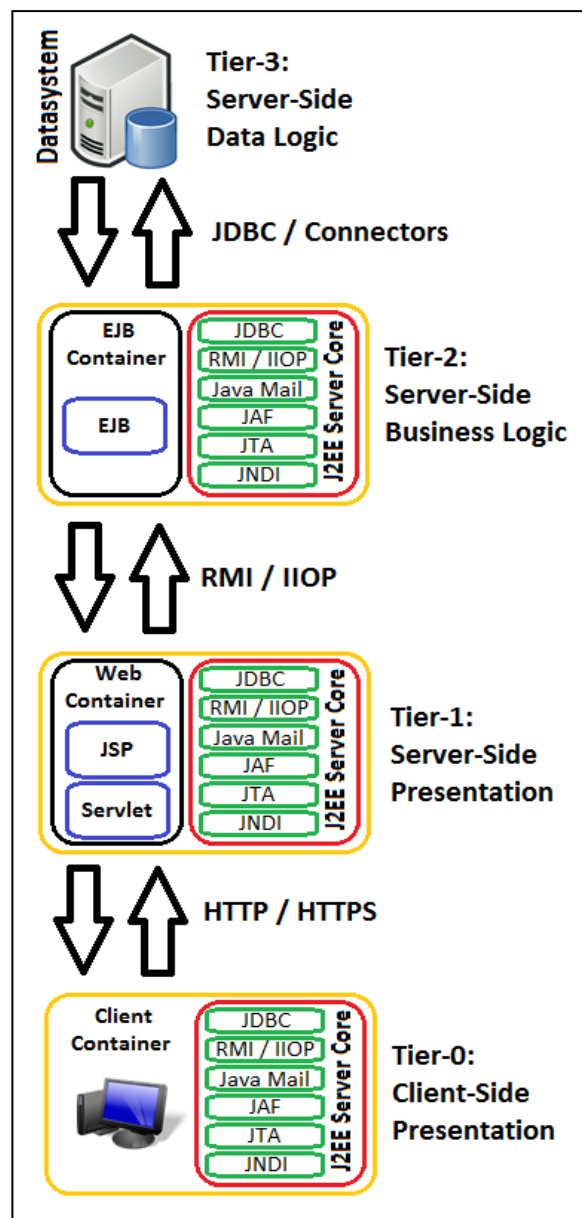 Datasystem
Tier-3:
Server-Side
Data Logic
JDBC / Connectors
EJB
Container
EJB
JDBC
RMI / IIOP
Java Mail
JAF
JTA
JNDI
J2EE Server Core
Tier-2:
Server-Side
Business Logic
RMI / IIOP
Web
Container
JSP
Servlet
JDBC
RMI / IIOP
Java Mail
JAF
JTA
JNDI
J2EE Server Core
Tier-1:
Server-Side
Presentation
HTTP / HTTPS
Client
Container
JDBC
RMI / IIOP
Java Mail
JAF
JTA
JNDI
J2EE Server Core
Tier-0:
Client-Side
Presentation